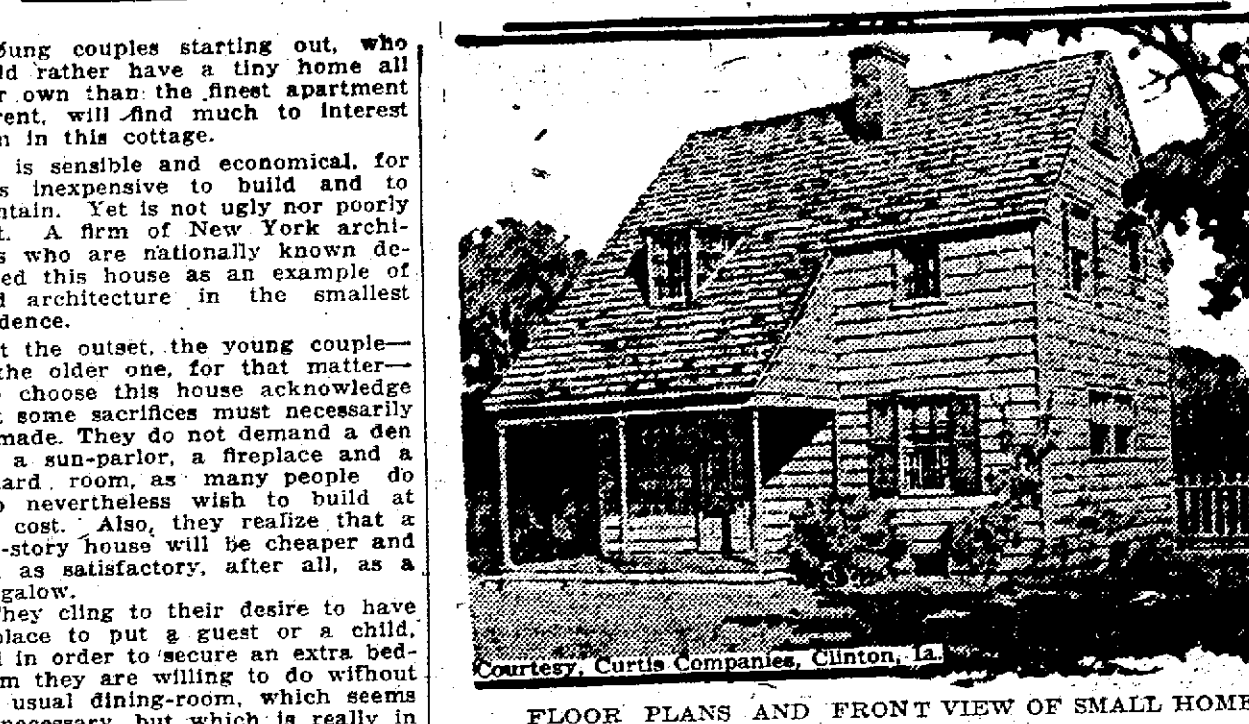 oung couples starting out, who
ld rather have a tiny home all
r own than the finest apartment
rent, will find much to interest
m in this cottage.
is sensible and economical, for
s inexpensive to build and to
ntain. Yet is not ugly nor poorly
t. A firm of New York archi-
s who are nationally known de-
ed this house as an example of
d architecture in the smallest
dence.
t the outset, the young couple—
the older one, for that matter—
o choose this house acknowledge
t some sacrifices must necessarily
made. They do not demand a den
a sun-parlor, a fireplace and a
ard room, as many people do
o nevertheless wish to build at
cost. Also, they realize that a
-story house will be cheaper and
as satisfactory, after all, as a
galow.
hey cling to their desire to have
place to put a guest or a child,
d in order to secure an extra bed-
m they are willing to do without
usual dining-room, which seems
necessary, but which is really in
Courtesy, Curtis Companies, Clinton, Ia.
FLOOR PLANS AND FRONT VIEW OF SMALL HOME